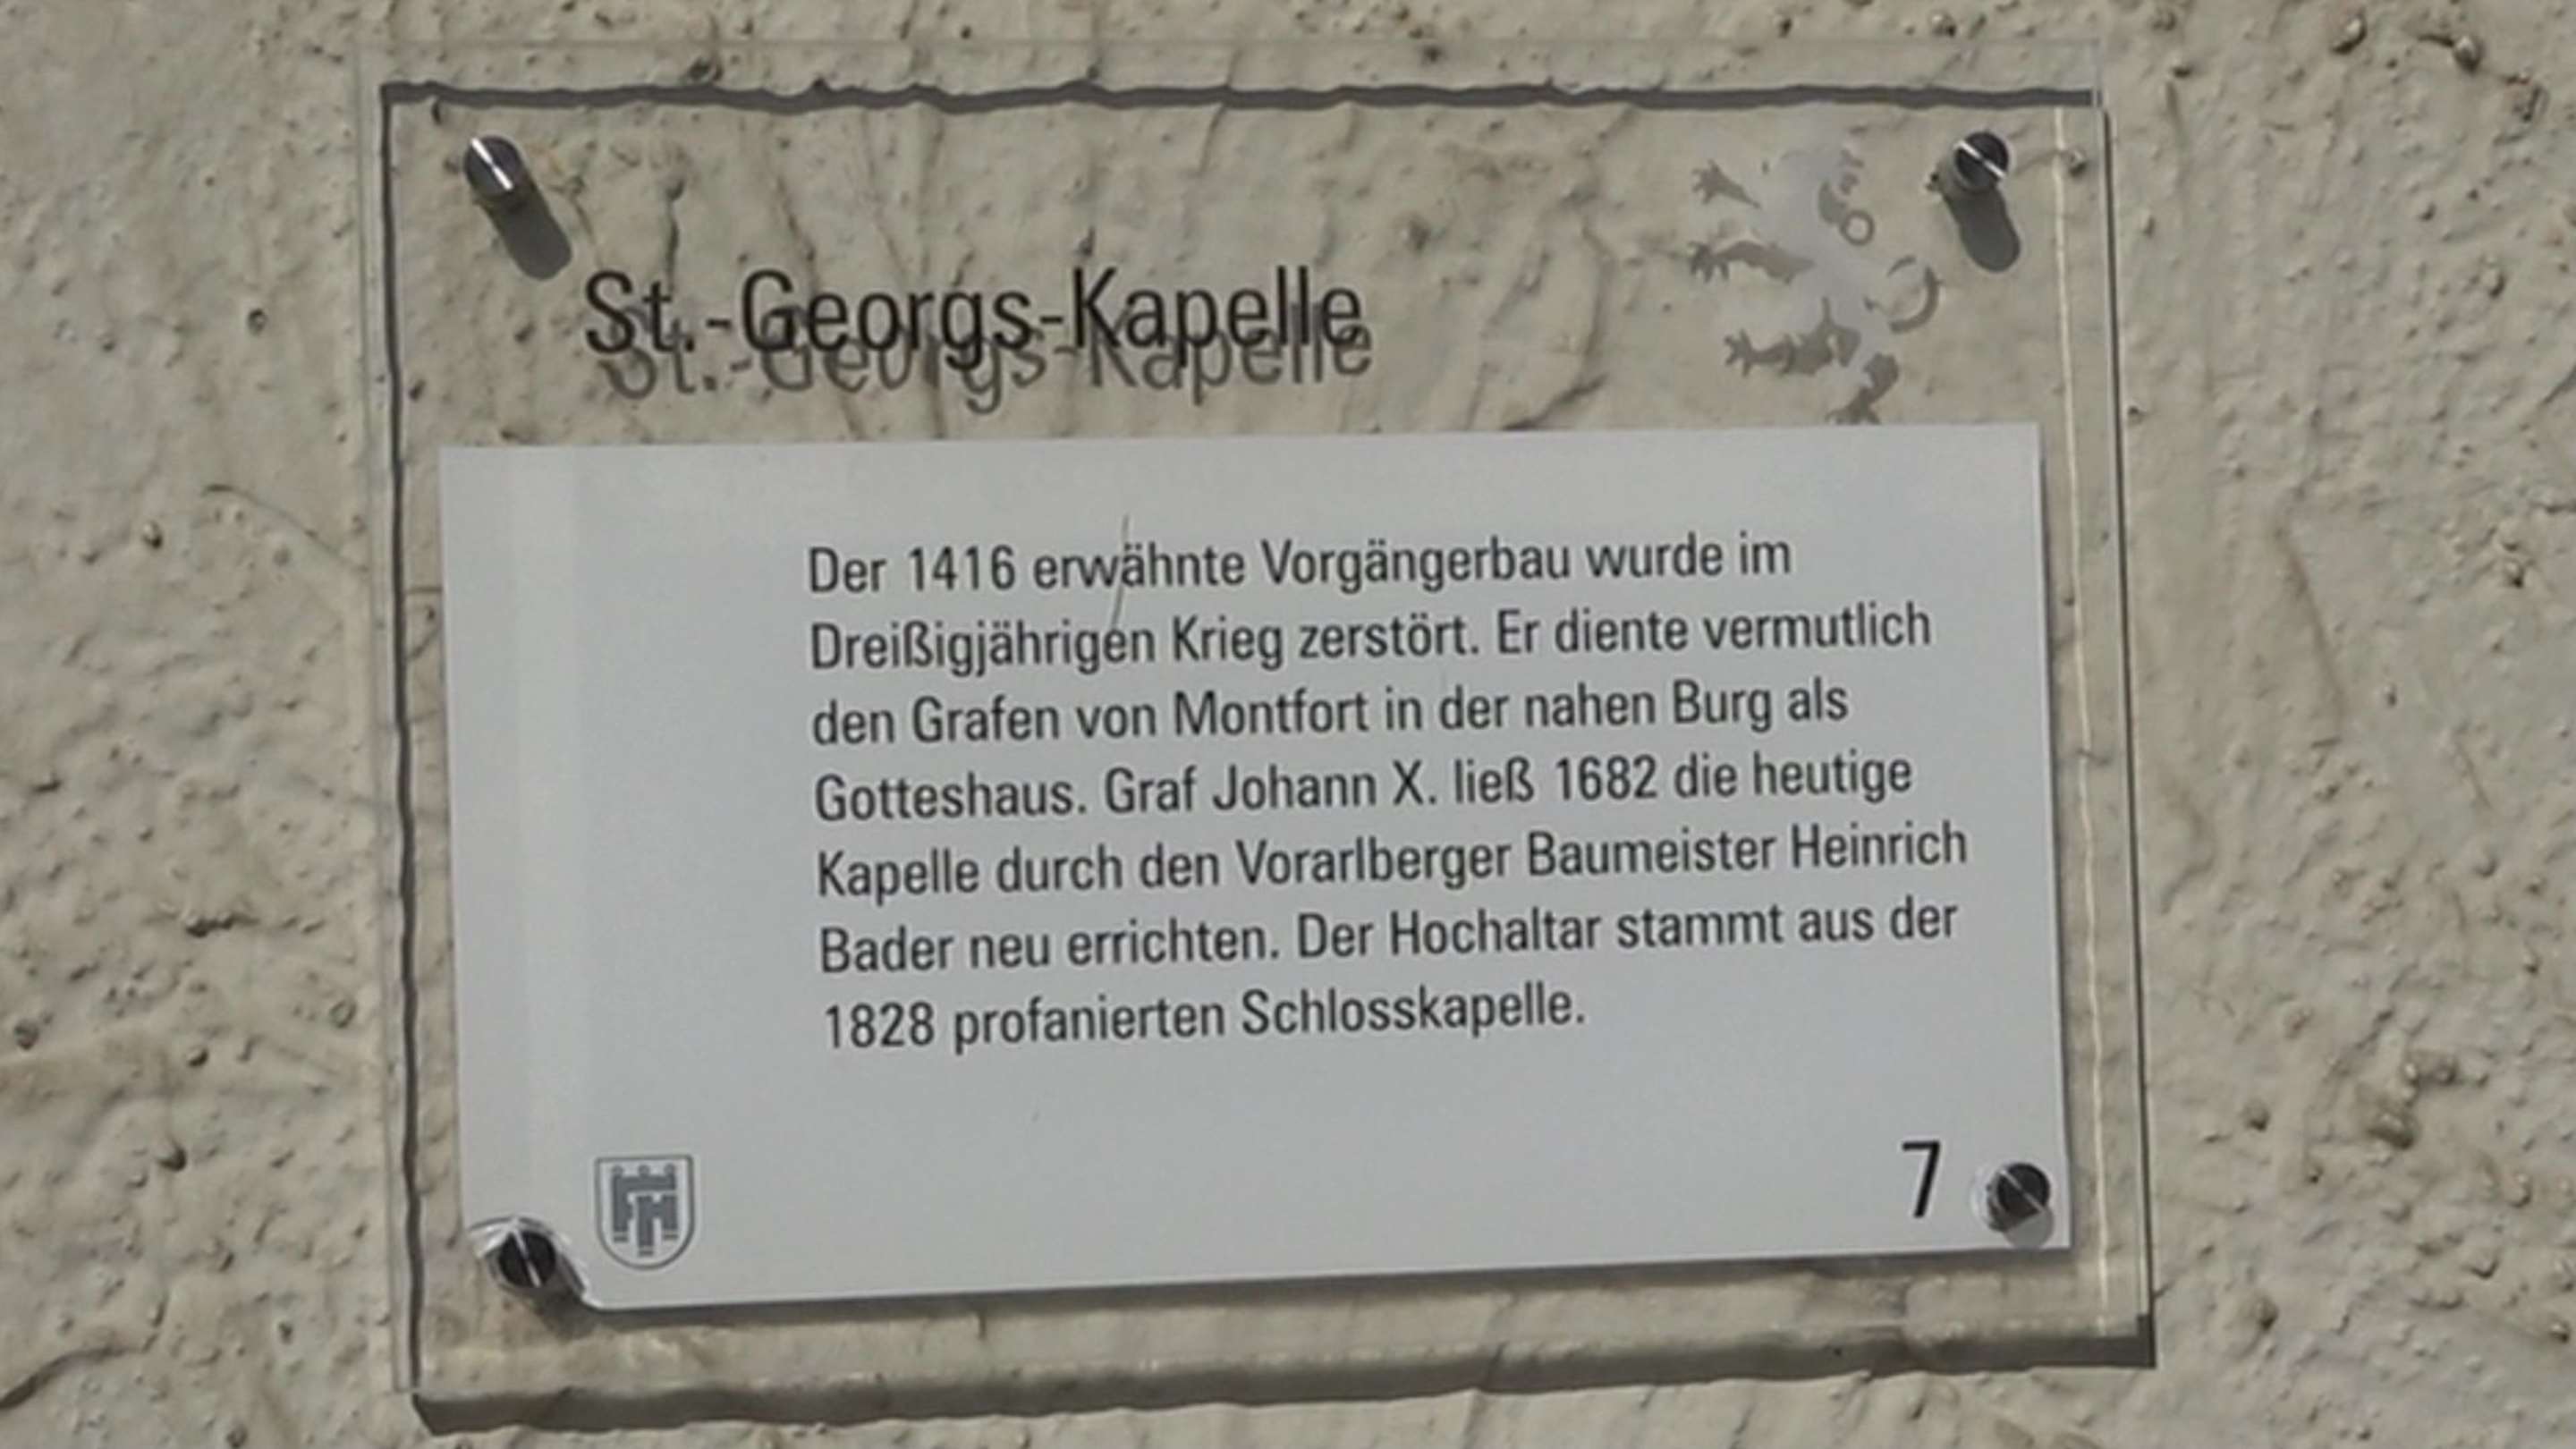 St.-Georgs-Kapelle
Der 1416 erwähnte Vorgängerbau wurde im
Dreißigjährigen Krieg zerstört. Er diente vermutlich
den Grafen von Montfort in der nahen Burg als
Gotteshaus. Graf Johann X. ließ 1682 die heutige
Kapelle durch den Vorarlberger Baumeister Heinrich
Bader neu errichten. Der Hochaltar stammt aus der
1828 profanierten Schlosskapelle.
7